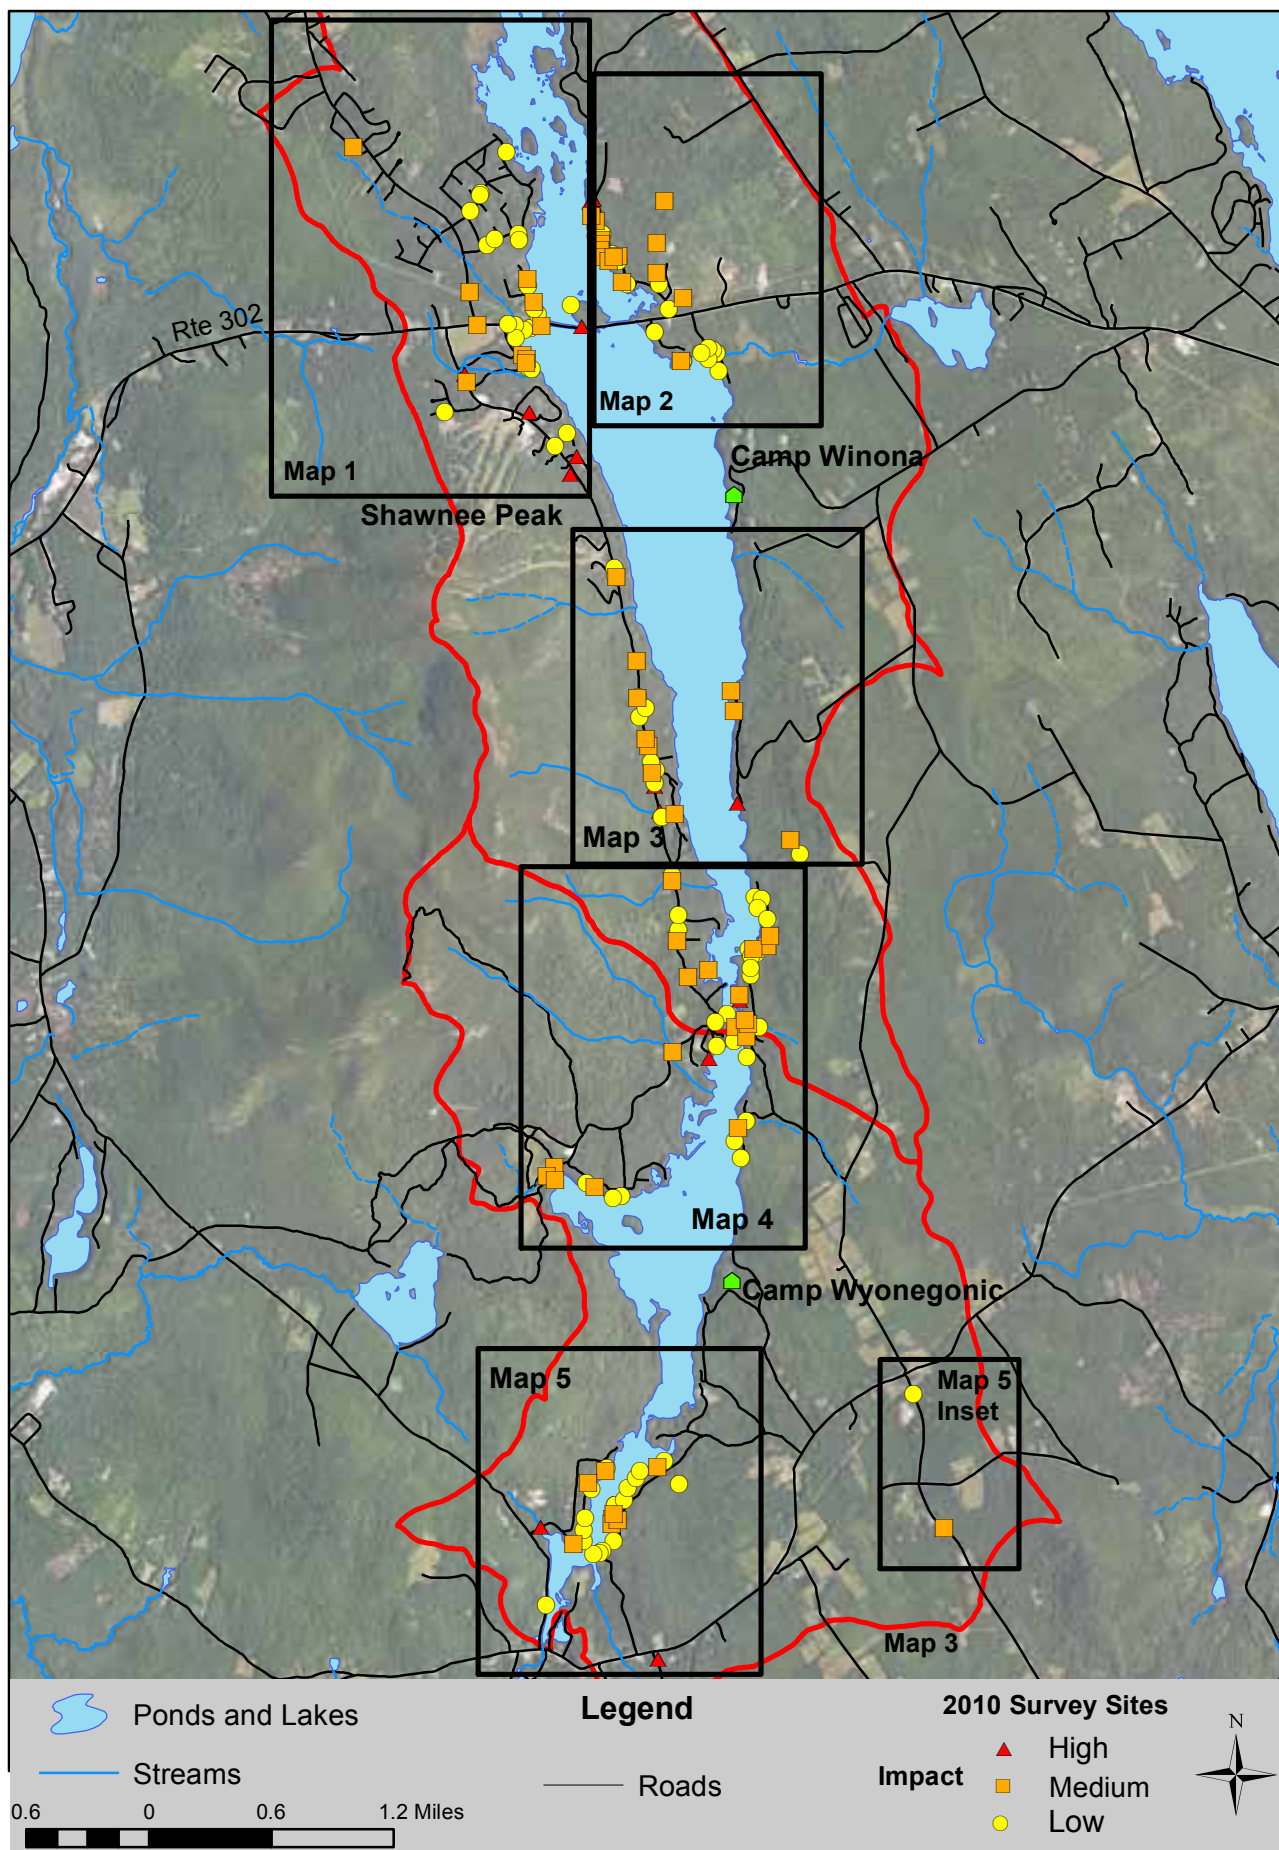 Rte 302
Map 2
Camp Winona
Map 1
Shawnee Peak
Map 3
Map 4
Camp Wyonegonic
Map 5
Map 5
Inset
Map 3
Legend
Ponds and Lakes
Streams
Roads
2010 Survey Sites
Impact
High
Medium
Low
N
0.6 0 0.6 1.2 Miles